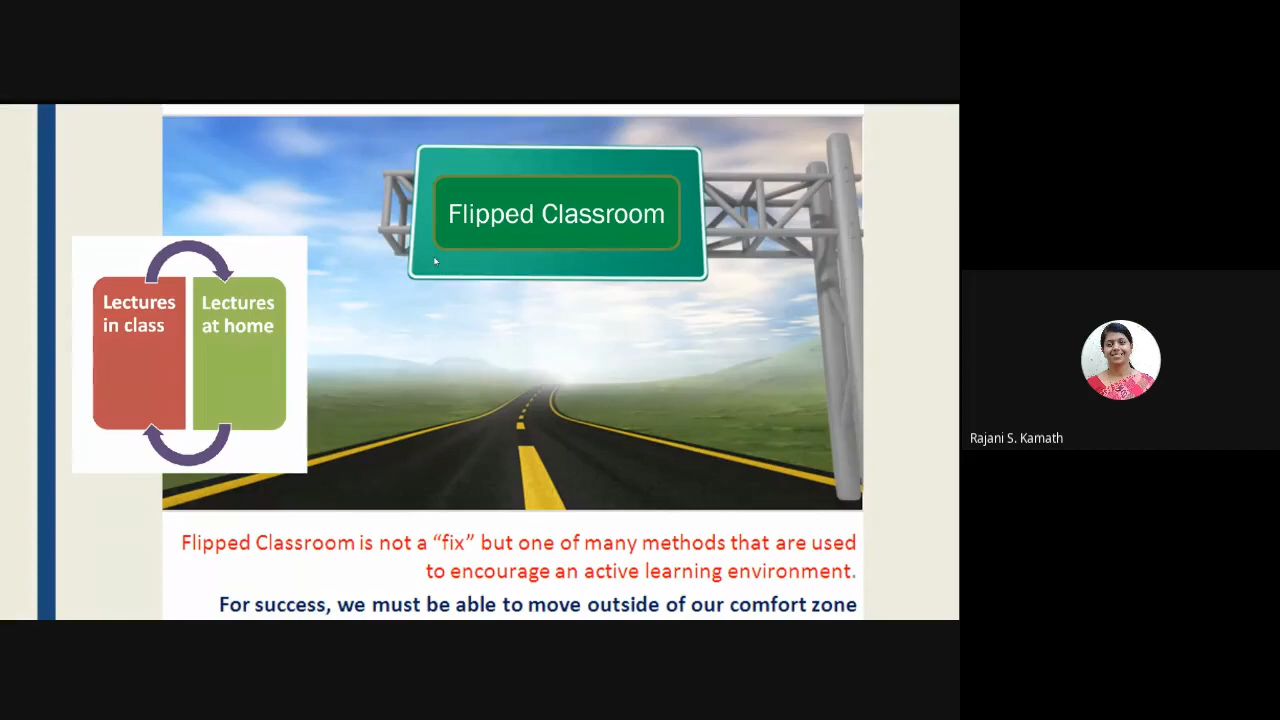 Flipped Classroom
Lectures
in class
Lectures
at home
Flipped Classroom is not a “fix” but one of many methods that are used
to encourage an active learning environment.
For success, we must be able to move outside of our comfort zone
Rajani S. Kamath